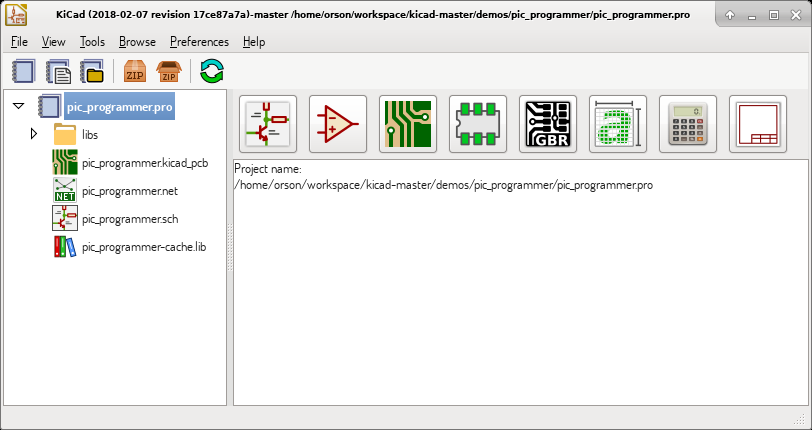 KiCad (2018-02-07 revision 17ce87a7a)-master /home/orson/workspace/kicad-master/demos/pic_programmer/pic_programmer.pro
File View Tools Browse Preferences Help
ZIP ZIP
pic_programmer.pro
libs
pic_programmer.kicad_pcb
NET pic_programmer.net
pic_programmer.sch
pic_programmer-cache.lib
GBR a 0.
Project name:
/home/orson/workspace/kicad-master/demos/pic_programmer/pic_programmer.pro